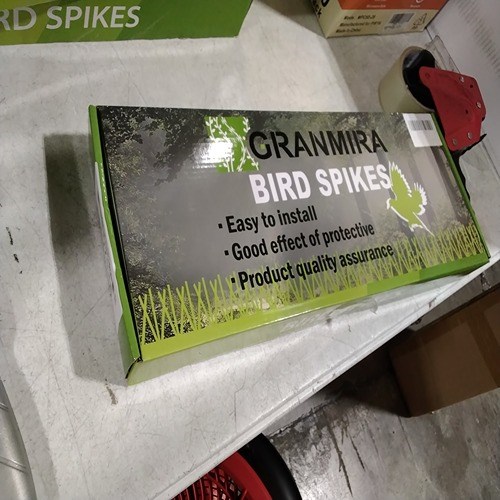 RD SPIKES
GRANMIRA
BIRD SPIKES
· Easy to install
· Good effect of protective
· Product quality assurance